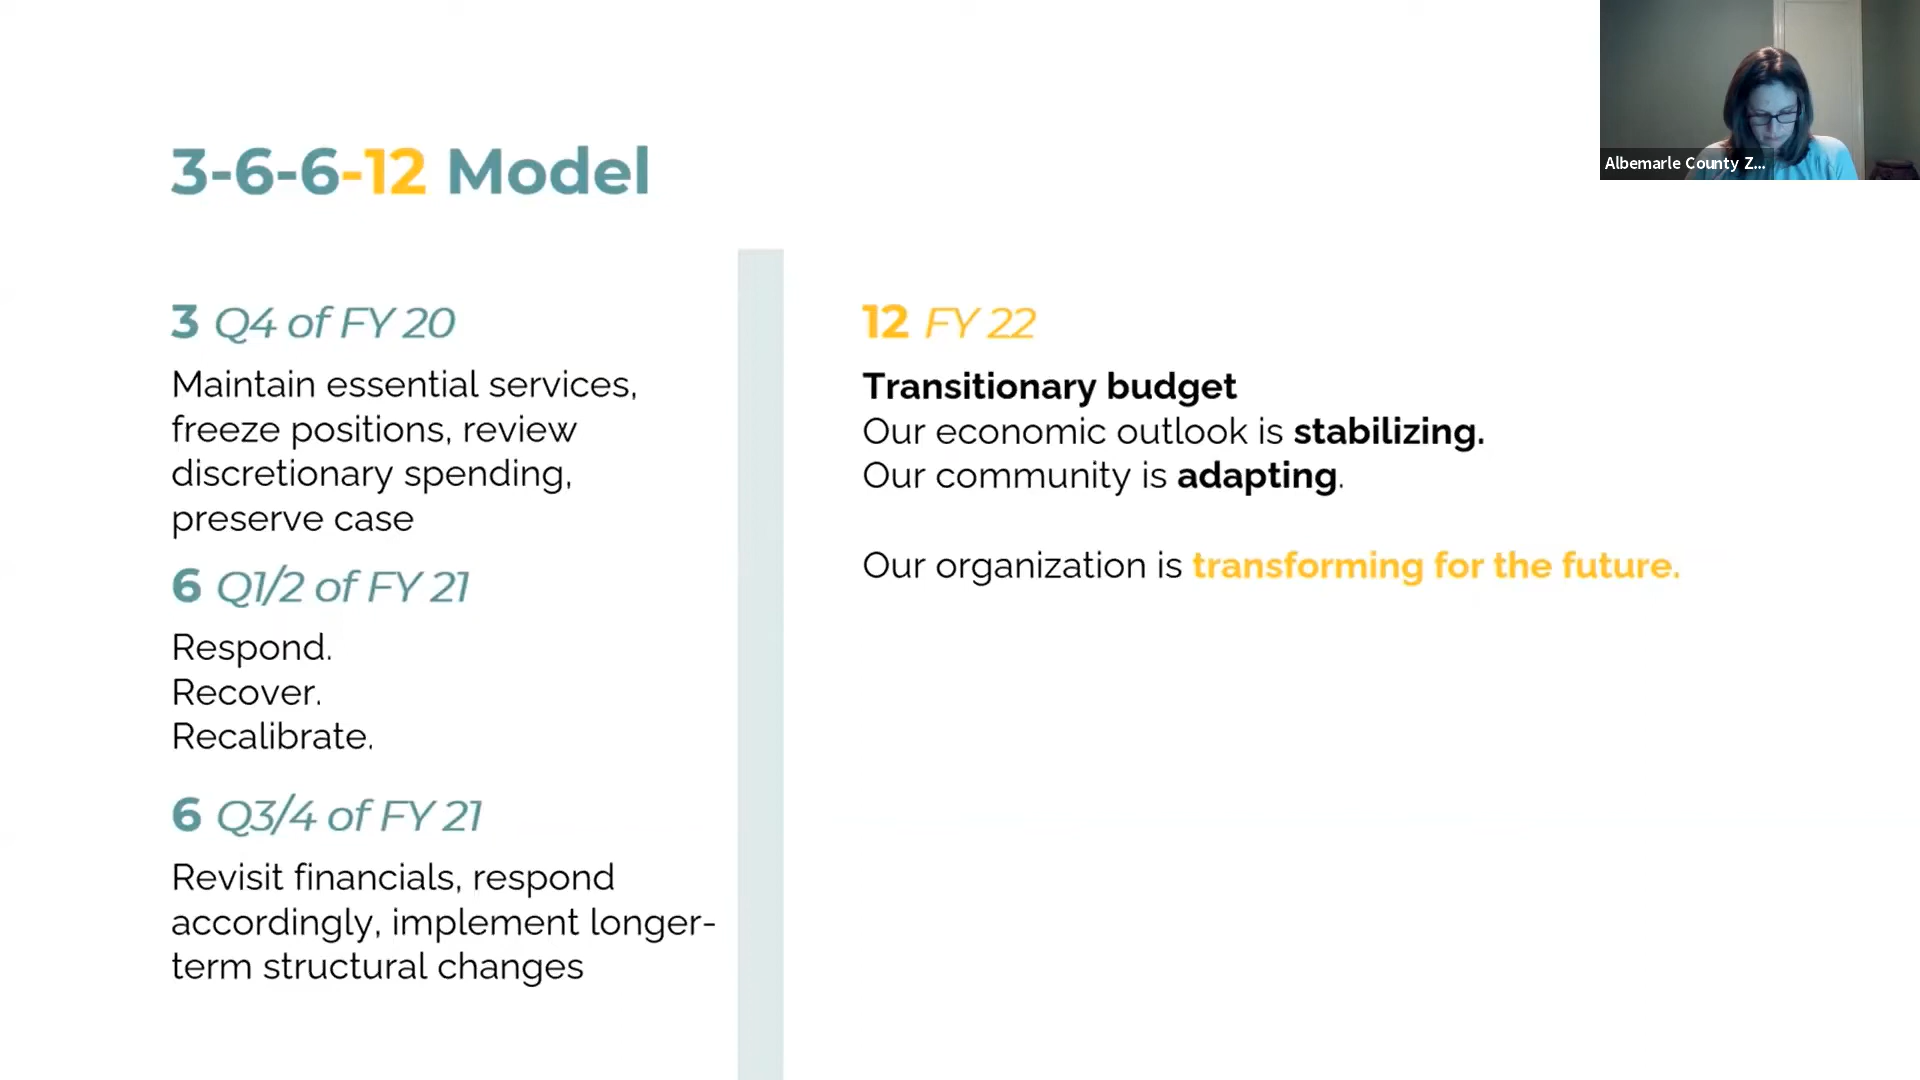 3-6-6-12 Model
Albemarle County Z...
3 Q4 of FY 20
Maintain essential services,
freeze positions, review
discretionary spending,
preserve case
6 Q1/2 of FY 21
Respond.
Recover.
Recalibrate.
6 Q3/4 of FY 21
Revisit financials, respond
accordingly, implement longer-
term structural changes
12 FY 22
Transitionary budget
Our economic outlook is stabilizing.
Our community is adapting.
Our organization is transforming for the future.